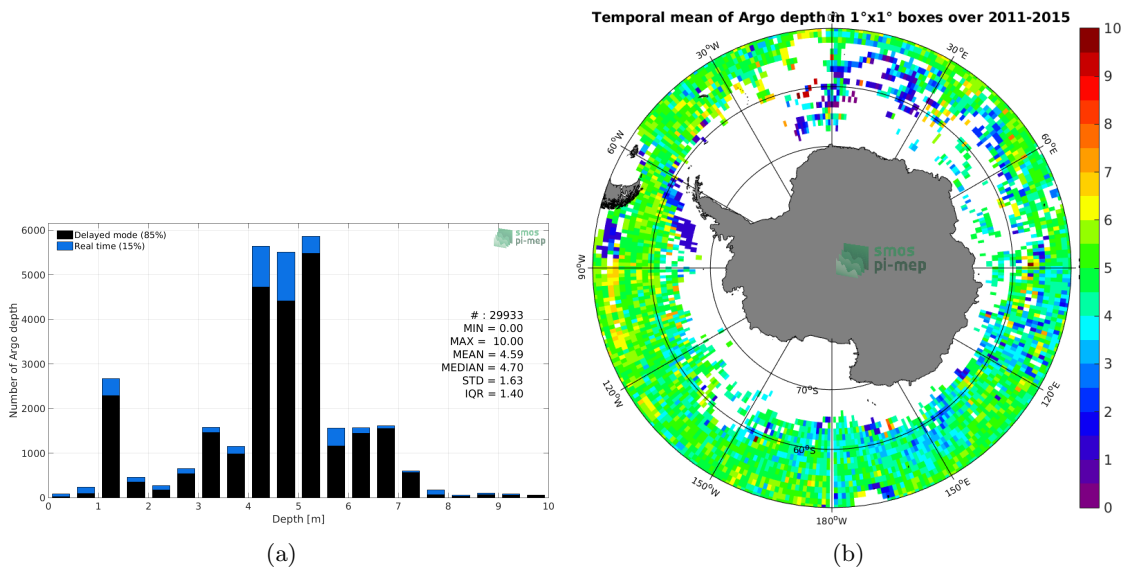 Delayed mode (85%)
Real time (15%)
smos
pi-mep
# : 29933
MIN = 0.00
MAX = 10.00
MEAN = 4.59
MEDIAN = 4.70
STD = 1.63
IQR = 1.40
Number of Argo depth
6000
5000
4000
3000
2000
1000
0
0 1 2 3 4 5 6 7 8 9 10
Depth [m]
(a)
Temporal mean of Argo depth in 1°x1° boxes over 2011-2015
0°
30°W
30°E
60°W
60°E
90°W
smos
pi-mep
120°W
120°E
70°S
60°S
150°W
150°E
180°W
10
9
8
7
6
5
4
3
2
1
0
(b)